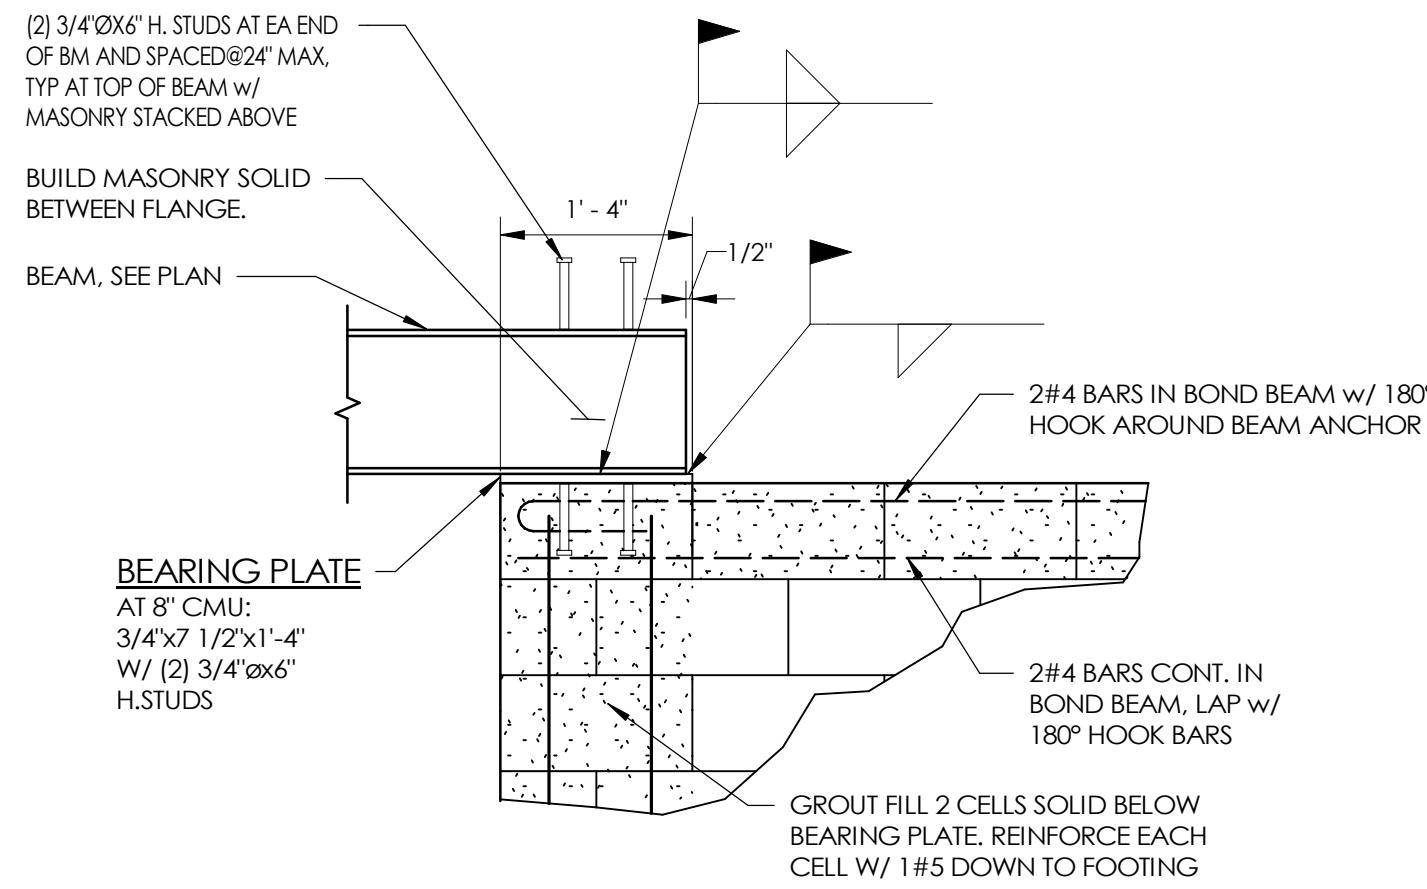 (2) 3/4"ØX6" H. STUDS AT EA END
OF BM AND SPACED@24" MAX,
TYP AT TOP OF BEAM w/
MASONRY STACKED ABOVE
BUILD MASONRY SOLID
BETWEEN FLANGE.
BEAM, SEE PLAN
1' - 4"
1/2"
2#4 BARS IN BOND BEAM w/ 180°
HOOK AROUND BEAM ANCHOR
BEARING PLATE
AT 8" CMU:
3/4"x7 1/2"x1'-4"
W/ (2) 3/4"øx6"
H.STUDS
2#4 BARS CONT. IN
BOND BEAM, LAP w/
180° HOOK BARS
GROUT FILL 2 CELLS SOLID BELOW
BEARING PLATE. REINFORCE EACH
CELL W/ 1#5 DOWN TO FOOTING